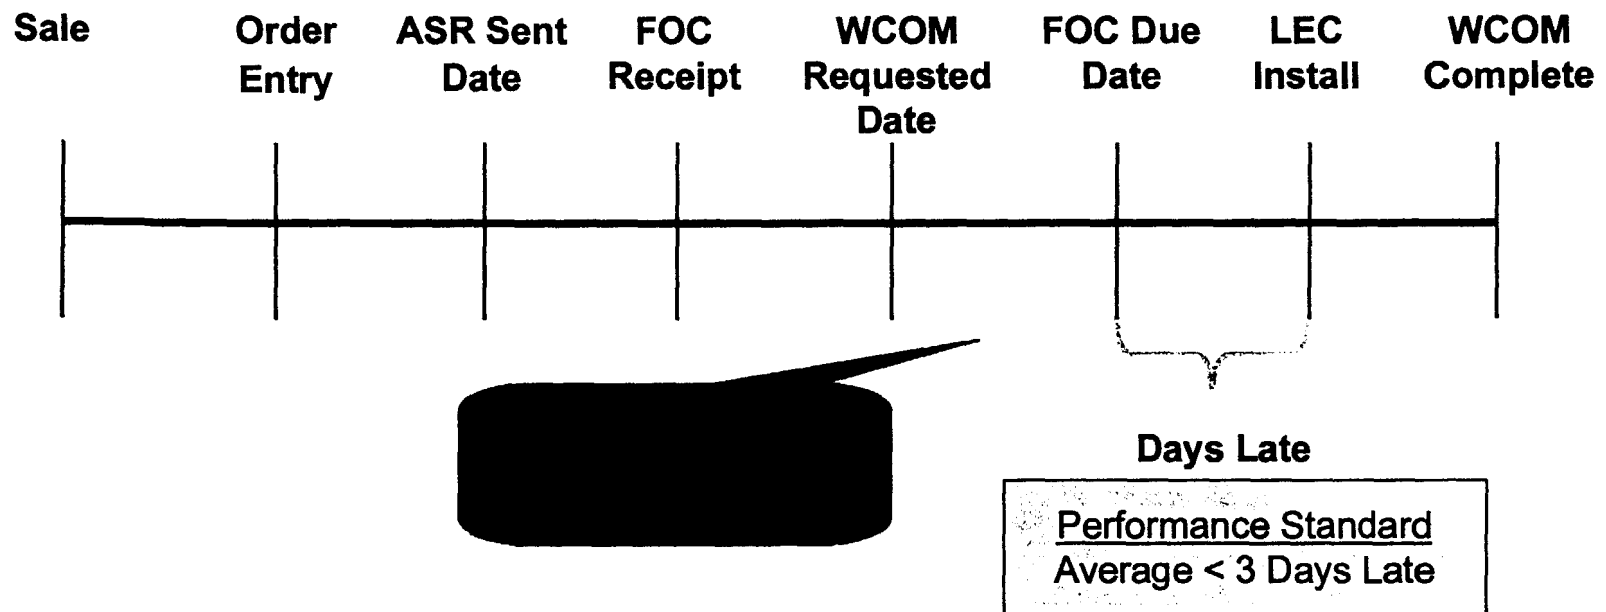 Sale
Order
Entry
ASR Sent
Date
FOC
Receipt
WCOM
Requested
Date
FOC Due
Date
LEC
Install
WCOM
Complete
Days Late
Performance Standard
Average < 3 Days Late